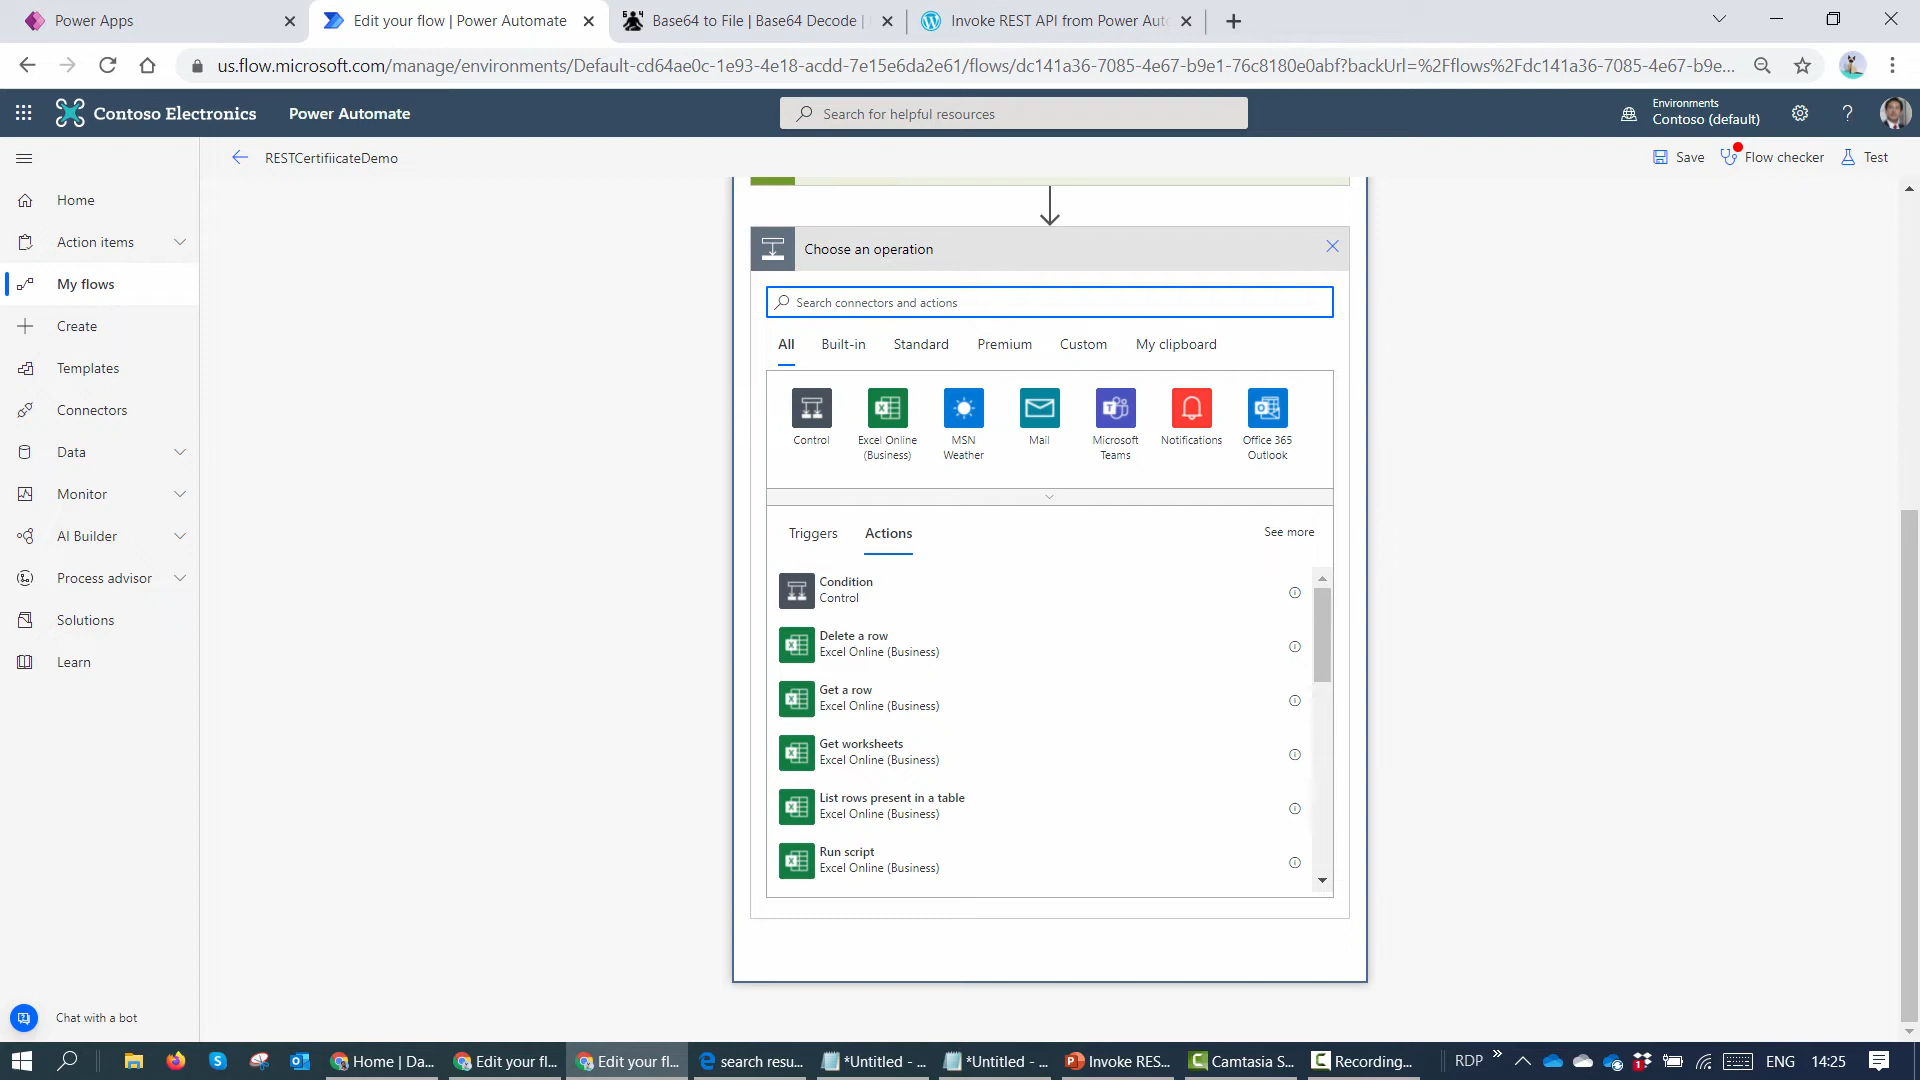 Power Apps
Edit your flow | Power Automate
Base64 to File | Base64 Decode |
Invoke REST API from Power Aut
us.flow.microsoft.com/manage/environments/Default-cd64ae0c-1e93-4e18-acdd-7e15e6da2e61/flows/dc141a36-7085-4e67-b9e1-76c8180e0abf?backUrl=%2Fflows%2Fdc141a36-7085-4e67-b9e...
Contoso Electronics
Power Automate
Search for helpful resources
Environments
Contoso (default)
RESTCertifiicateDemo
Save
Flow checker
Test
Home
Action items
My flows
Create
Templates
Connectors
Data
Monitor
AI Builder
Process advisor
Solutions
Learn
Chat with a bot
Choose an operation
Search connectors and actions
All
Built-in
Standard
Premium
Custom
My clipboard
Control
Excel Online
(Business)
MSN
Weather
Mail
Microsoft
Teams
Notifications
Office 365
Outlook
Triggers
Actions
See more
Condition
Control
Delete a row
Excel Online (Business)
Get a row
Excel Online (Business)
Get worksheets
Excel Online (Business)
List rows present in a table
Excel Online (Business)
Run script
Excel Online (Business)
Home | Da...
Edit your fl...
Edit your fl...
search resu...
*Untitled - ...
*Untitled - ...
Invoke RES...
Camtasia S...
Recording...
RDP
ENG
14:25